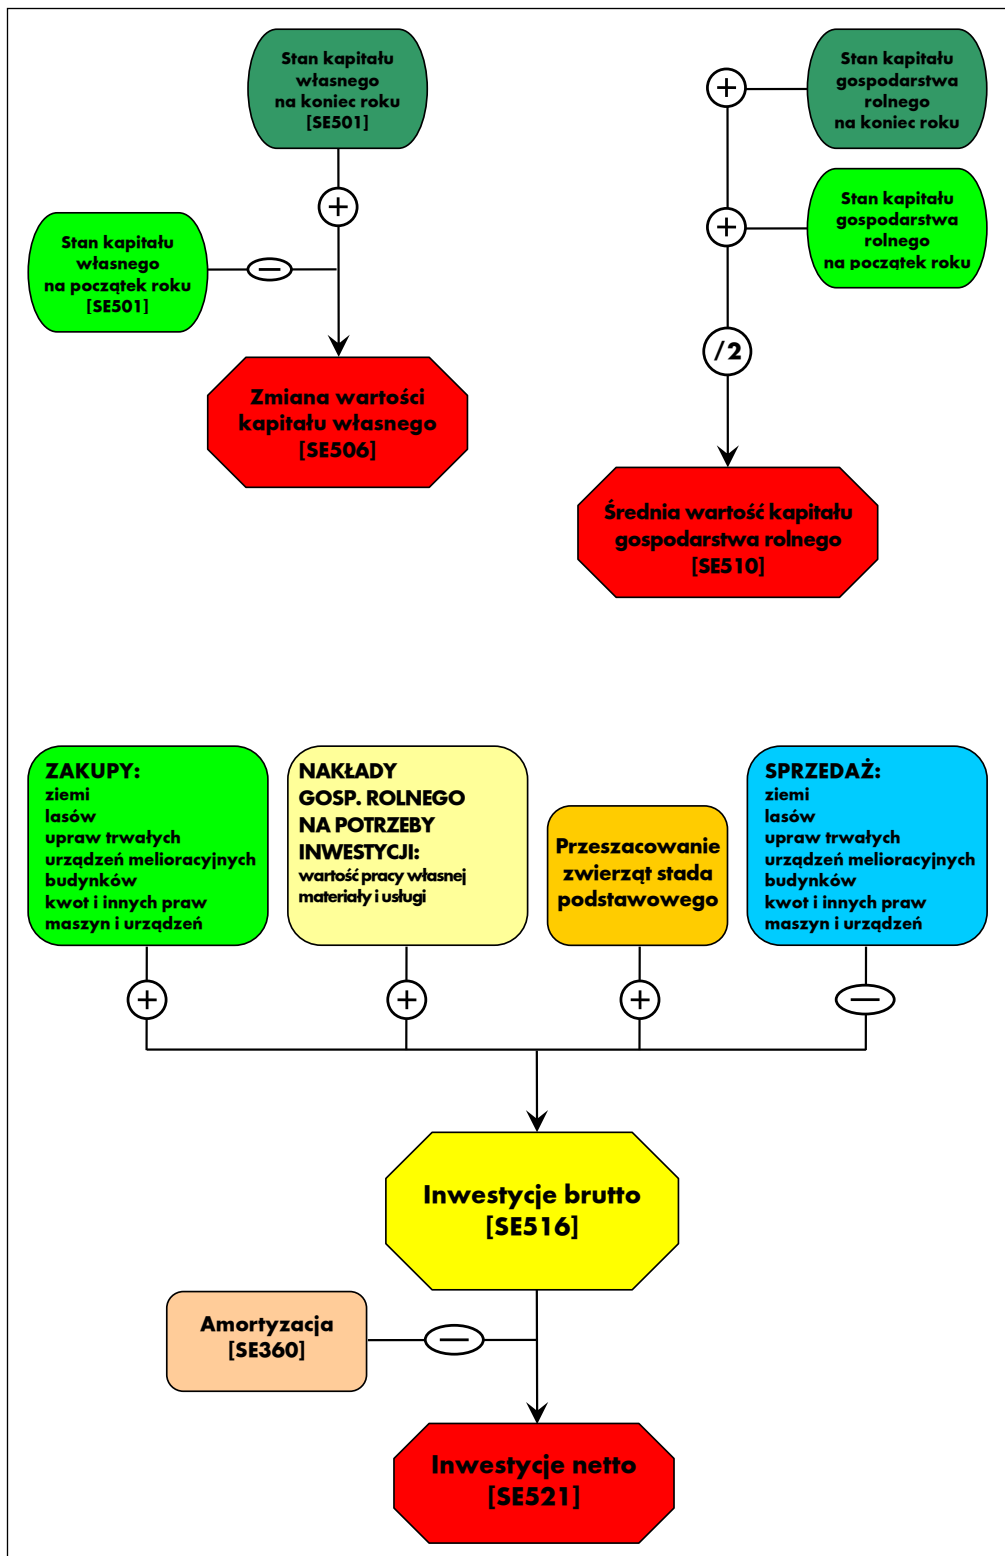 Stan kapitału
własnego
na koniec roku
[SE501]
+
Stan kapitału
własnego
na początek roku
[SE501]
—
Zmiana wartości
kapitału własnego
[SE506]
Stan kapitału
gospodarstwa
rolnego
na koniec roku
+
Stan kapitału
gospodarstwa
rolnego
na początek roku
+
/2
Średnia wartość kapitału
gospodarstwa rolnego
[SE510]
ZAKUPY:
ziemi
lasów
upraw trwałych
urządzeń melioracyjnych
budynków
kwot i innych praw
maszyn i urządzeń
NAKŁADY
GOSP. ROLNEGO
NA POTRZEBY
INWESTYCJI:
wartość pracy własnej
materiały i usługi
Przeszacowanie
zwierząt stada
podstawowego
SPRZEDAŻ:
ziemi
lasów
upraw trwałych
urządzeń melioracyjnych
budynków
kwot i innych praw
maszyn i urządzeń
+
+
+
—
Inwestycje brutto
[SE516]
Amortyzacja
[SE360]
—
Inwestycje netto
[SE521]